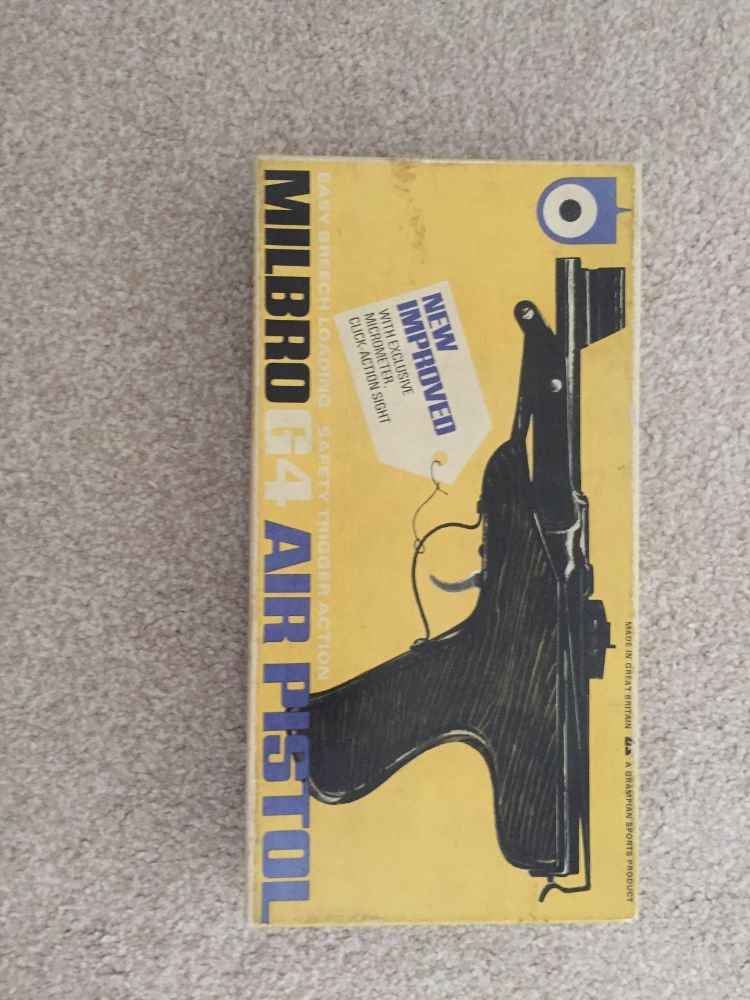 MADE IN GREAT BRITAIN GS A GRAMPIAN SPORTS PRODUCT
NEW
IMPROVED
WITH EXCLUSIVE
MICROMETER,
CLICK-ACTION SIGHT
EASY BREECH LOADING SAFETY TRIGGER ACTION
MILBRO G4 AIR PISTOL